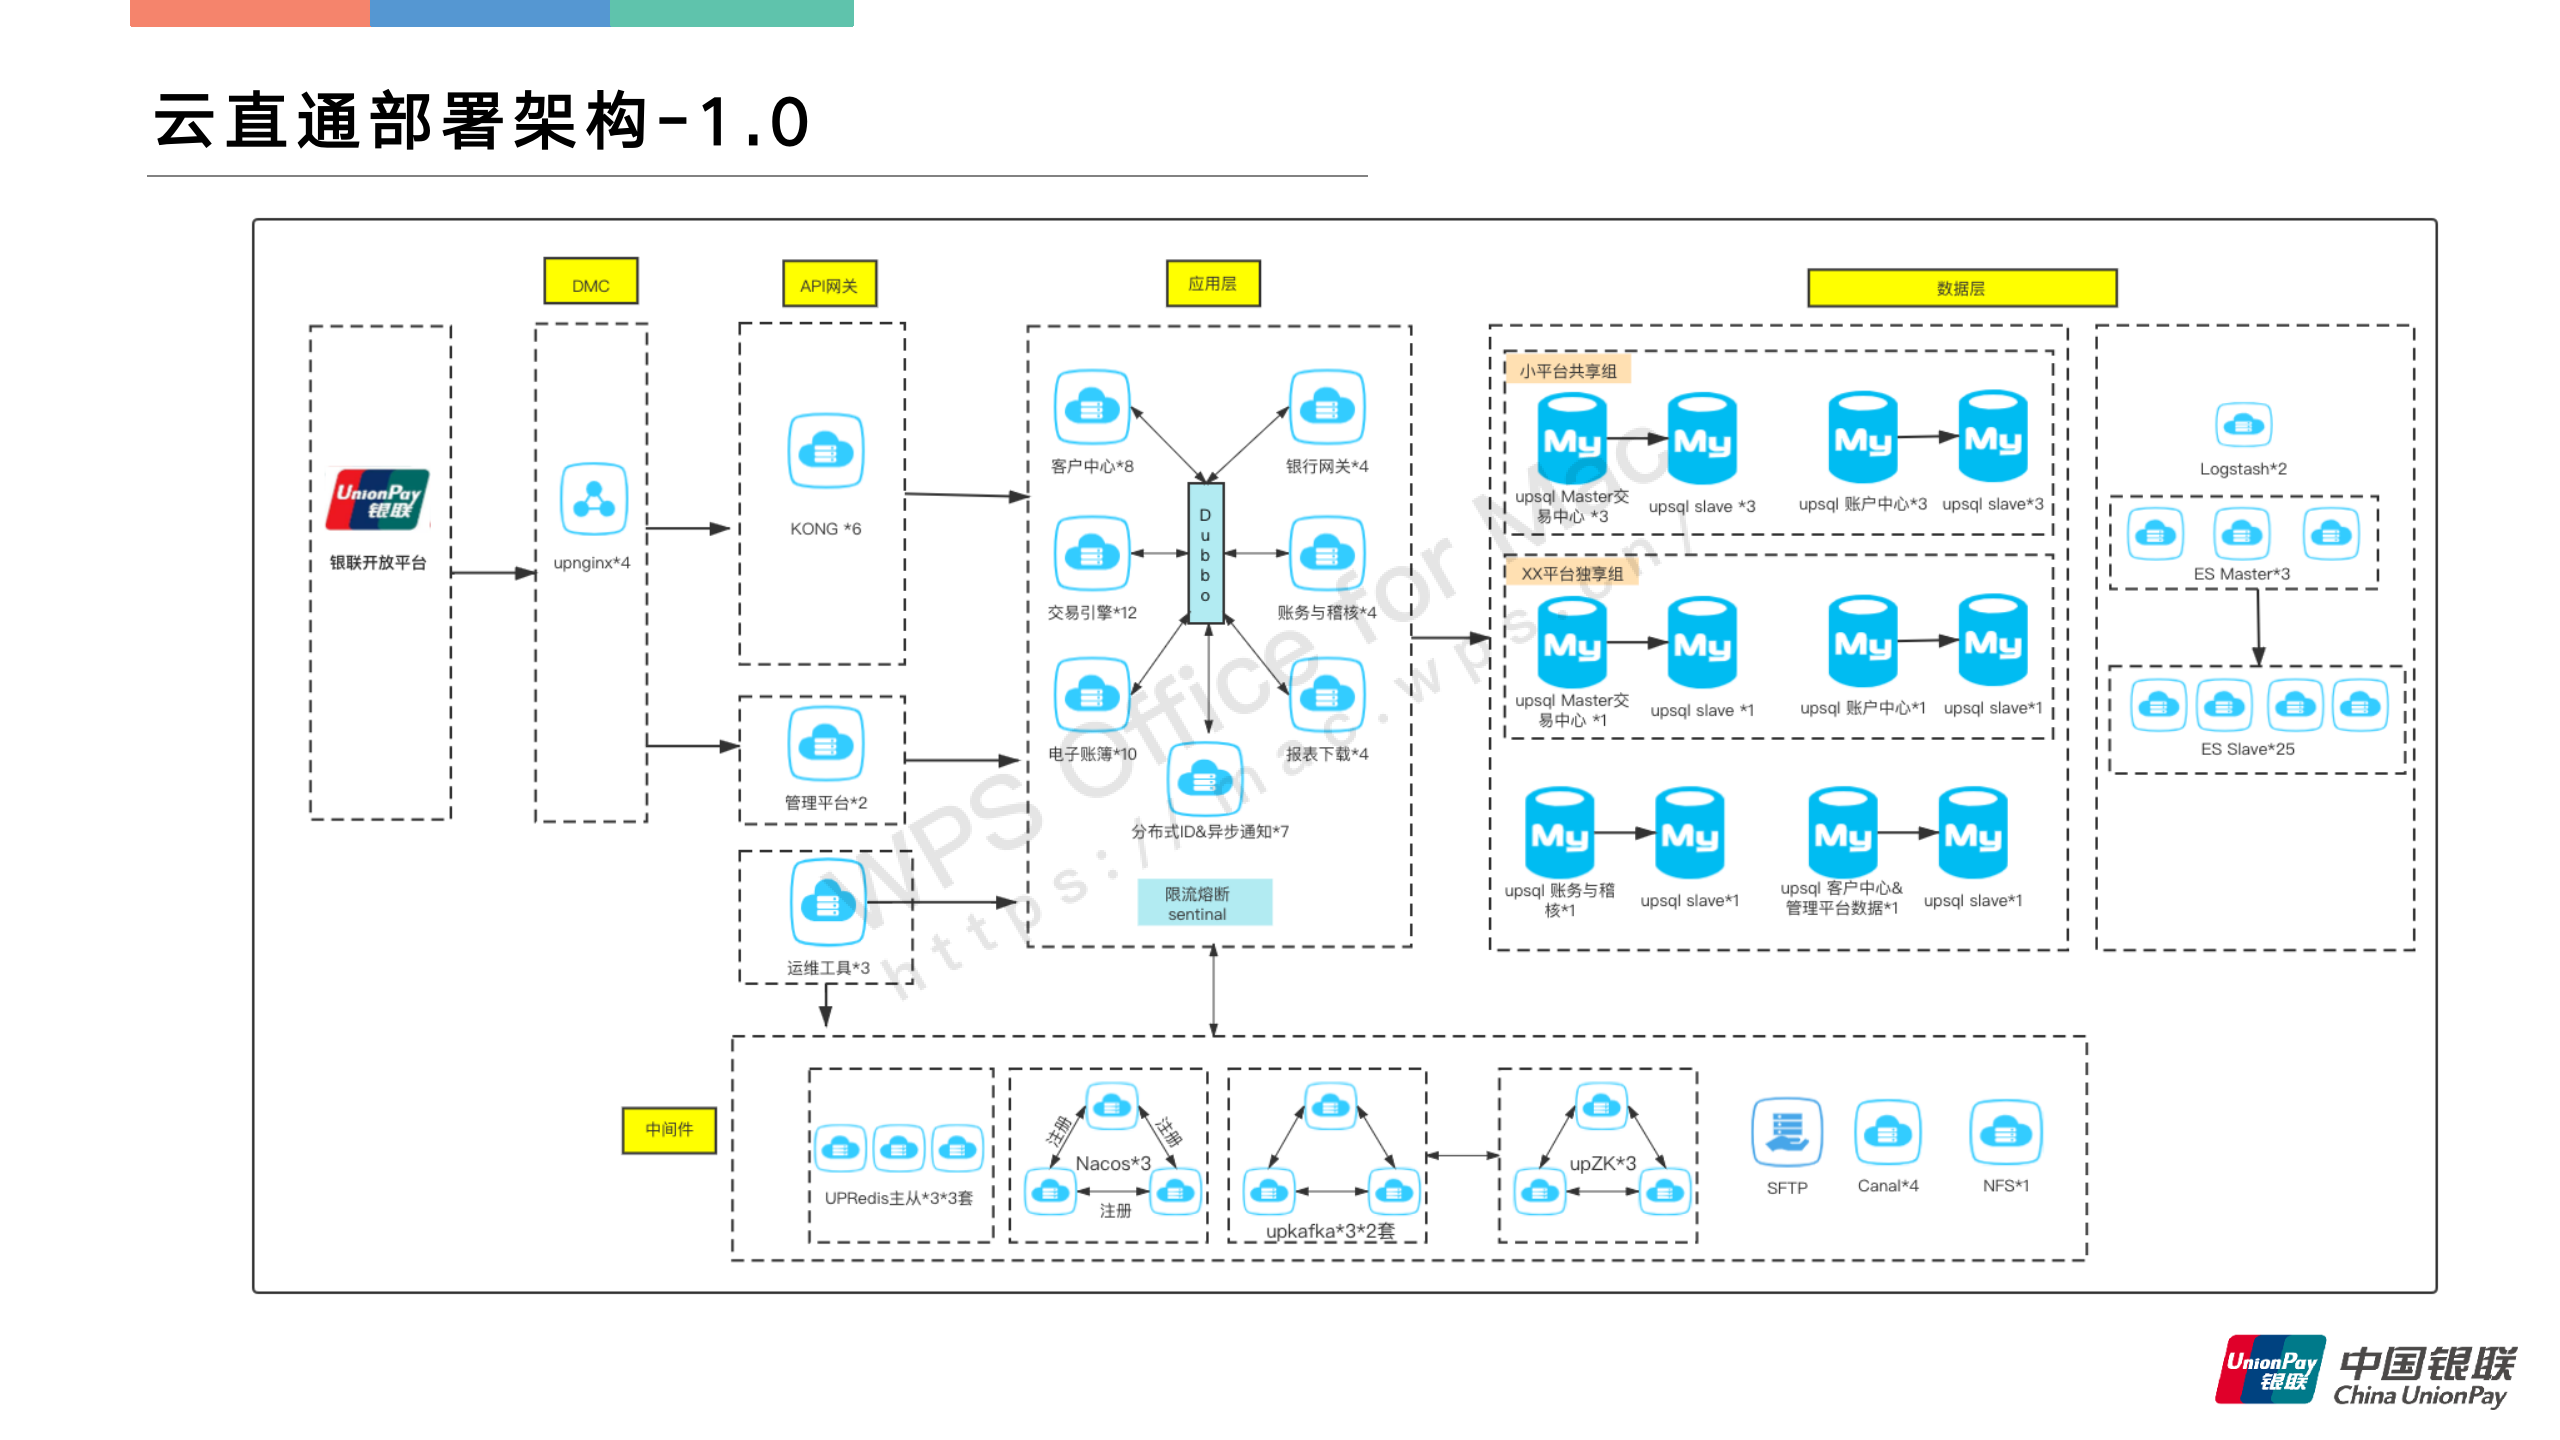 云直通部署架构-1.0
DMC
API网关
应用层
数据层
UnionPay
银联
银联开放平台
upnginx*4
KONG *6
管理平台*2
运维工具*3
客户中心*8
银行网关*4
Dubbo
交易引擎*12
账务与稽核*4
电子账簿*10
报表下载*4
分布式ID&异步通知*7
限流熔断
sentinal
小平台共享组
My
My
My
My
upsql Master交
易中心 *3
upsql slave *3
upsql 账户中心*3
upsql slave*3
XX平台独享组
My
My
My
My
upsql Master交
易中心 *1
upsql slave *1
upsql 账户中心*1
upsql slave*1
My
My
My
My
upsql 账务与稽
核*1
upsql slave*1
upsql 客户中心&
管理平台数据*1
upsql slave*1
Logstash*2
ES Master*3
ES Slave*25
中间件
UPRedis主从*3*3套
注册
注册
Nacos*3
注册
upkafka*3*2套
upZK*3
SFTP
Canal*4
NFS*1
WPS Office for Mac
https://mac.wps.cn/
UnionPay
银联
中国银联
China UnionPay